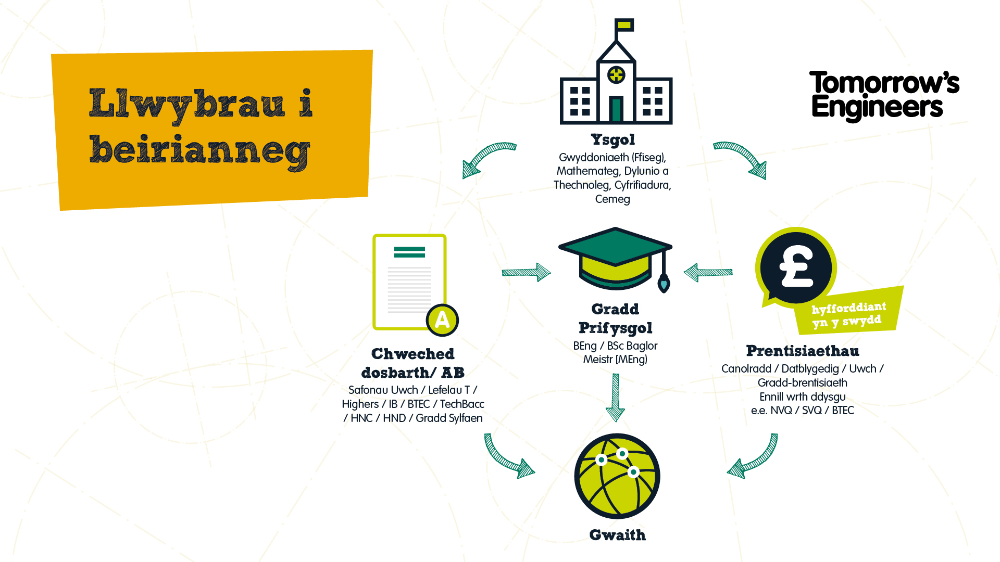 Llwybrau i
beirianneg
Tomorrow's
Engineers
Ysgol
Gwyddoniaeth (Ffiseg),
Mathemateg, Dylunio a
Thechnoleg, Cyfrifiadura,
Cemeg
A
Chweched
dosbarth/ AB
Safonau Uwch / Lefelau T /
Highers / IB / BTEC / TechBacc
/ HNC / HND / Gradd Sylfaen
Gradd
Prifysgol
BEng / BSc Baglor
Meistr [MEng)
£
hyfforddiant
yn y swydd
Prentisiaethau
Canolradd / Datblygedig / Uwch /
Gradd-brentisiaeth
Ennill wrth ddysgu
e.e. NVQ / SVQ / BTEC
Gwaith